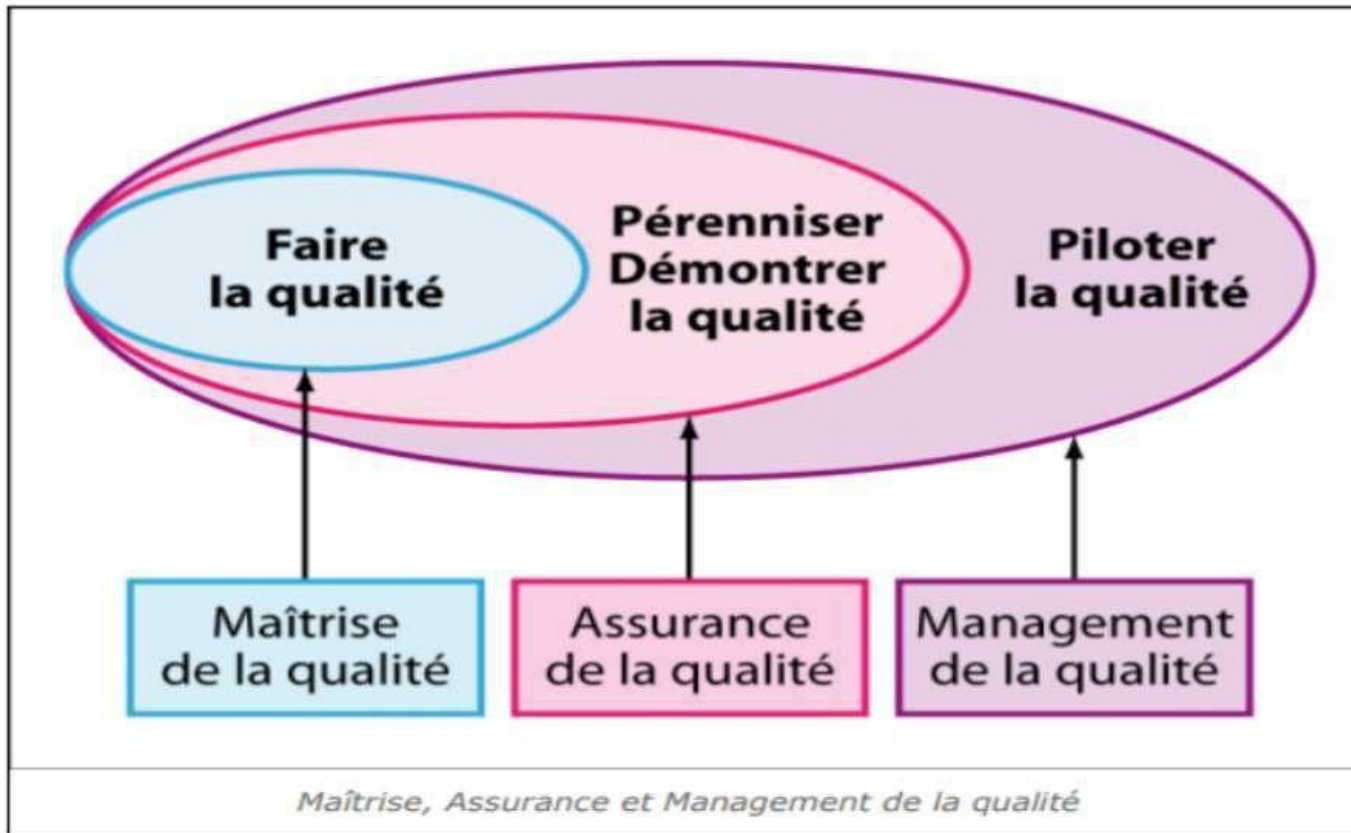 Faire
la qualité
Pérenniser
Démontrer
la qualité
Piloter
la qualité
Maîtrise
de la qualité
Assurance
de la qualité
Management
de la qualité
Maîtrise, Assurance et Management de la qualité